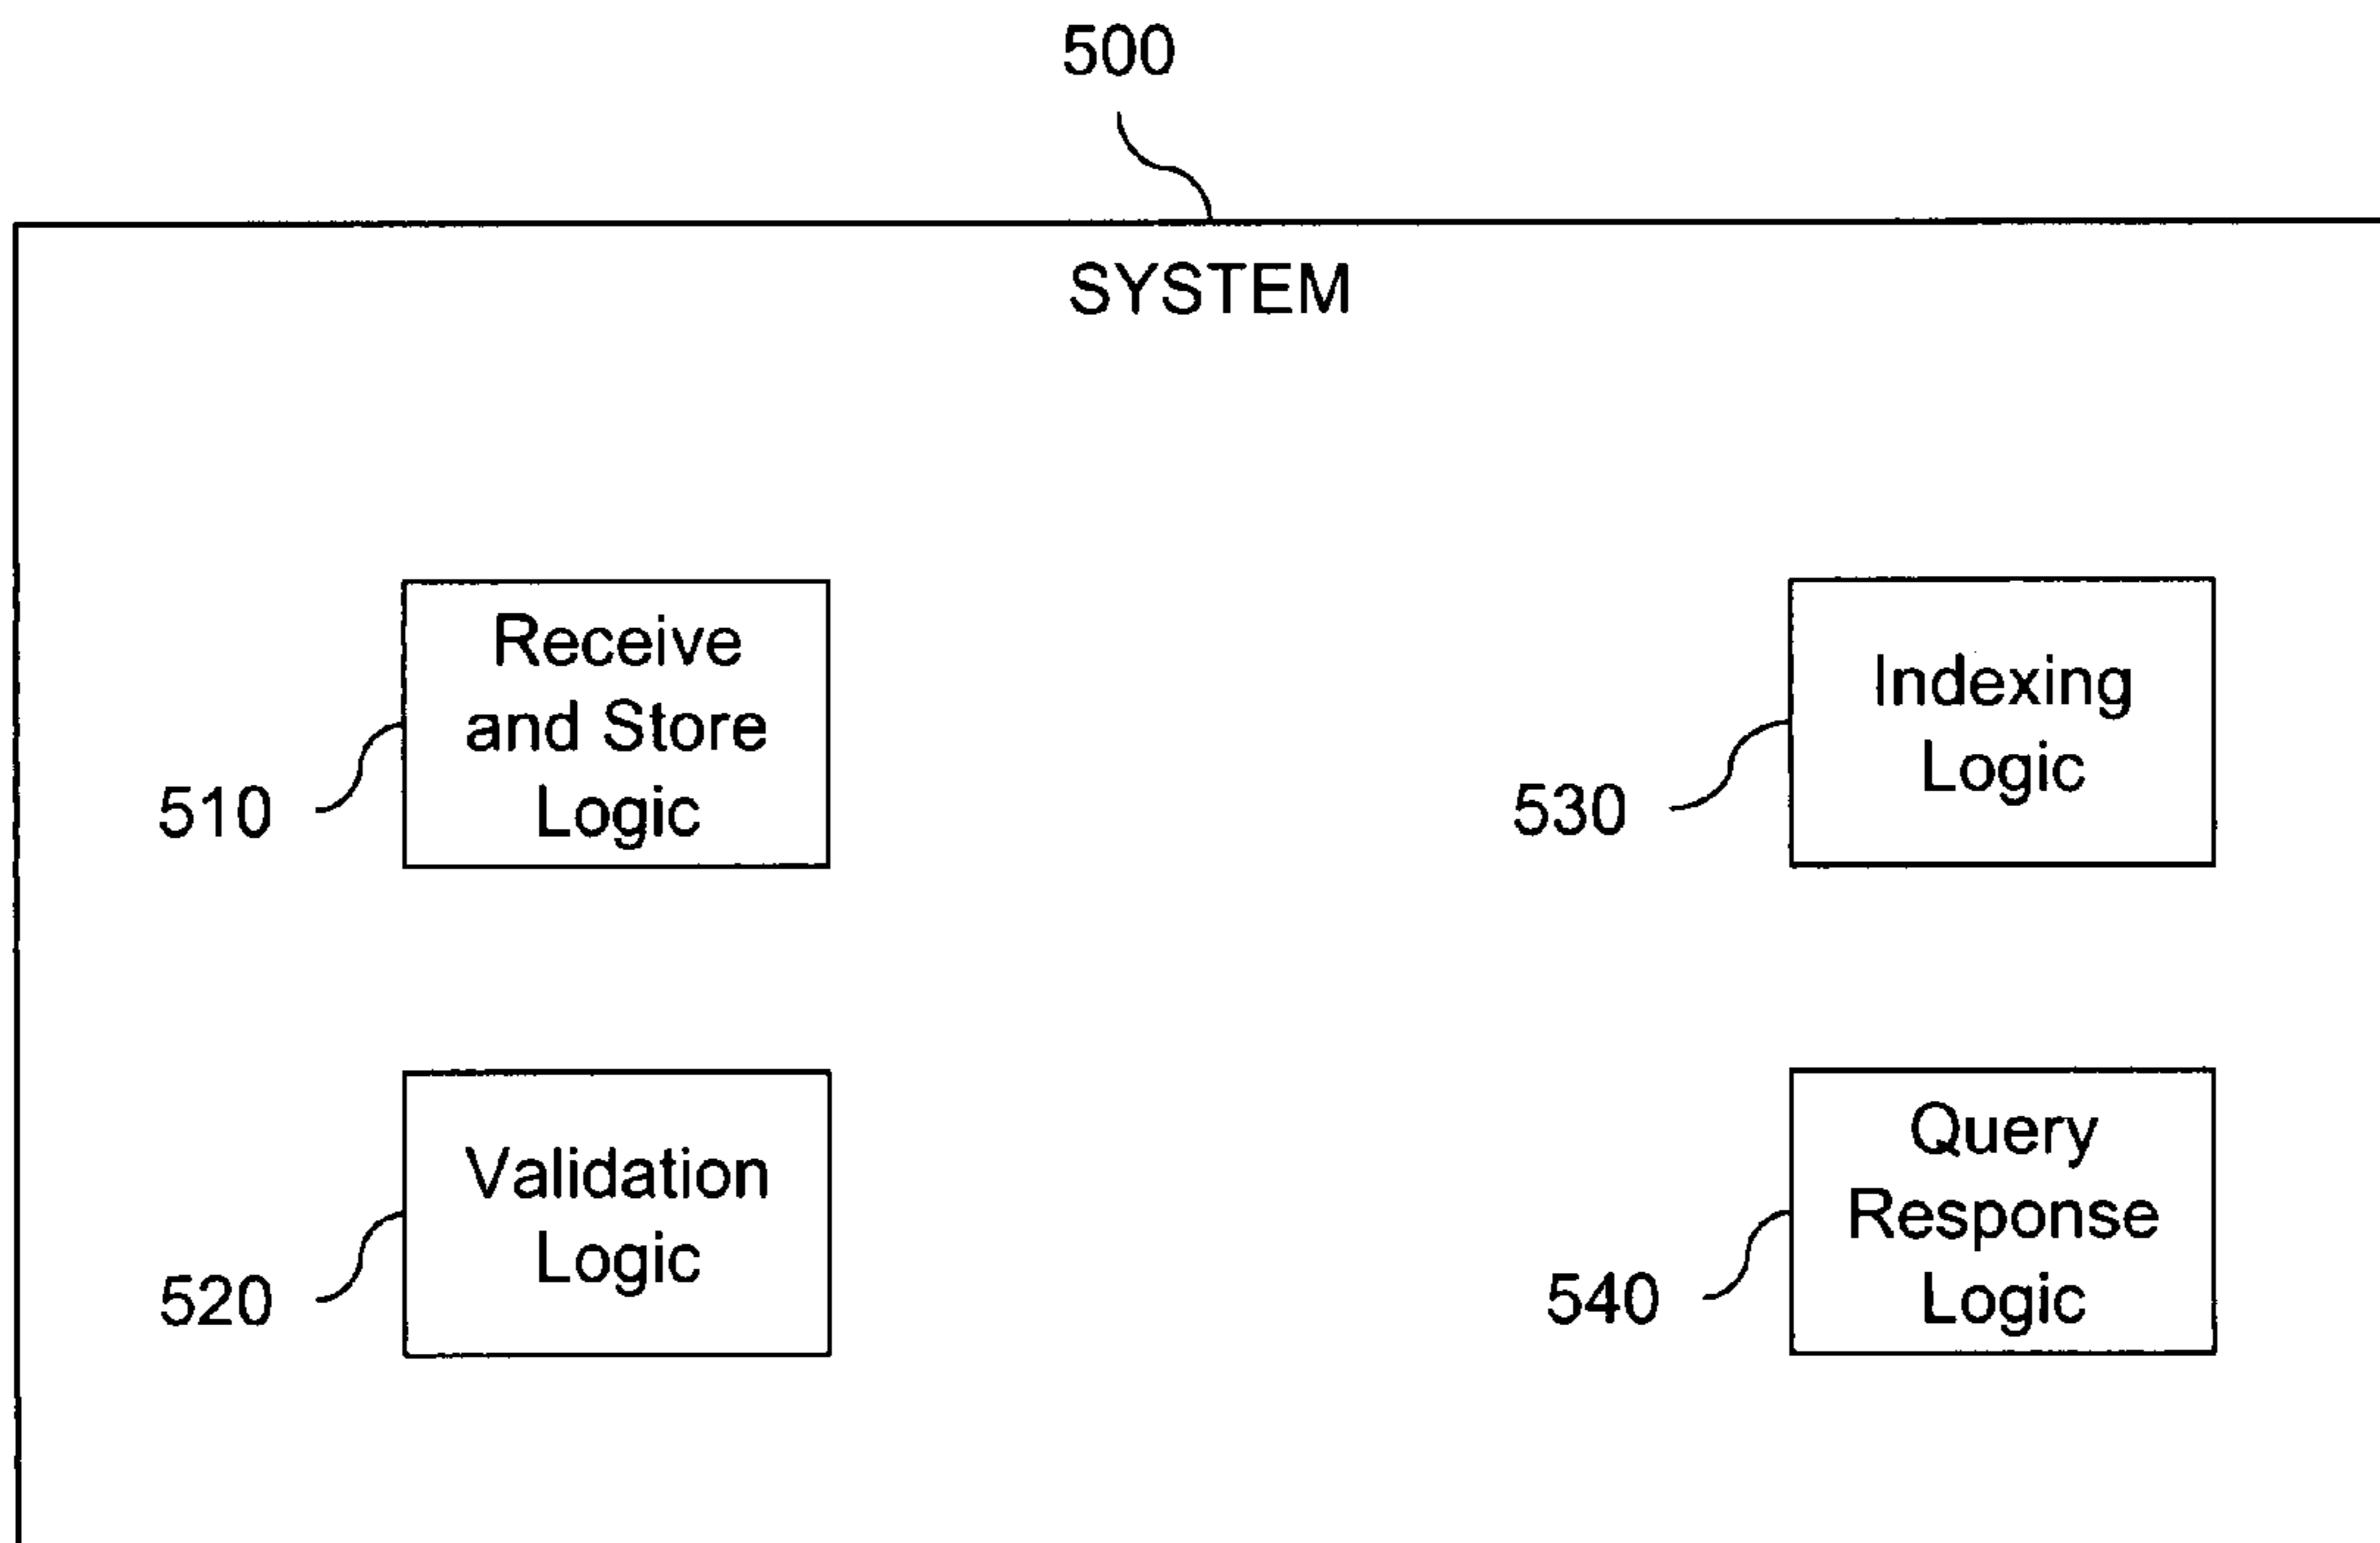 500
SYSTEM
Receive
and Store
Logic
510
Indexing
Logic
530
Validation
Logic
520
Query
Response
Logic
540